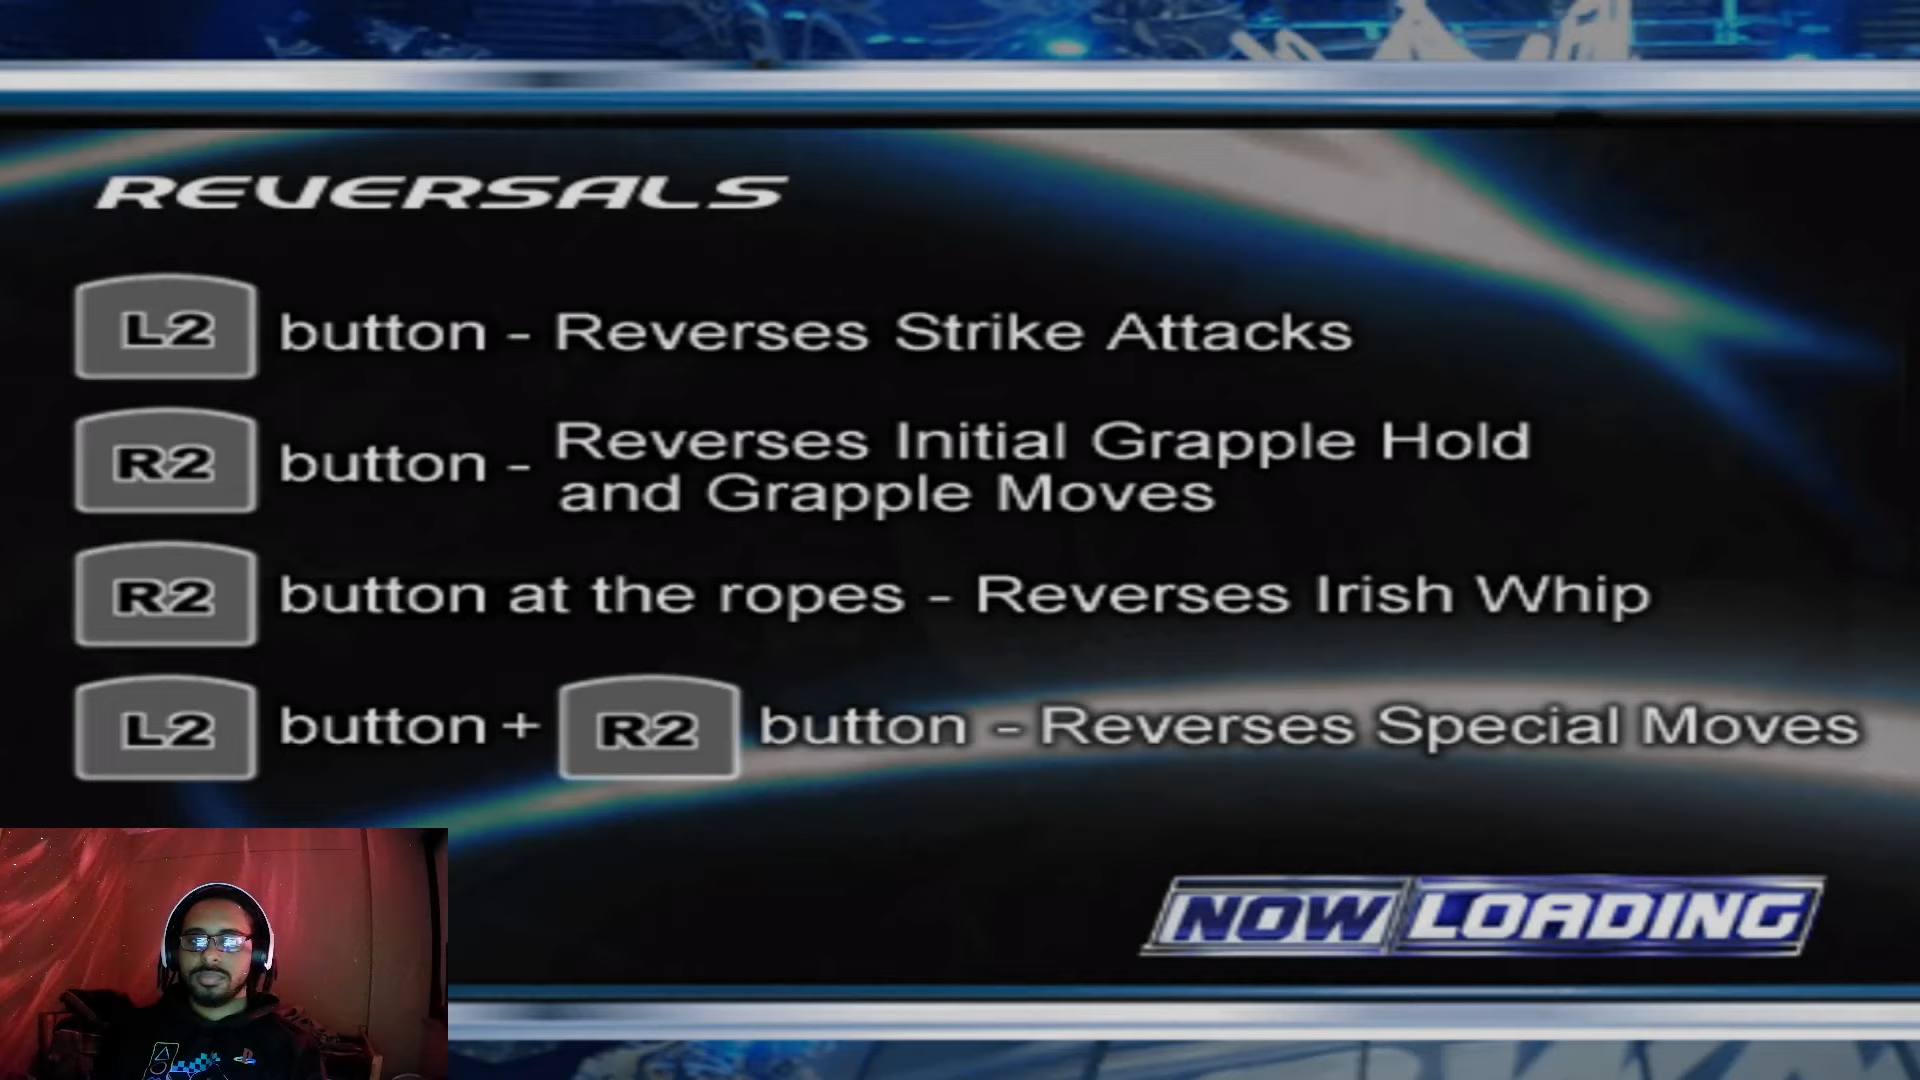 REVERSALS
L2 button - Reverses Strike Attacks
R2 button - Reverses Initial Grapple Hold
and Grapple Moves
R2 button at the ropes - Reverses Irish Whip
L2 button + R2 button - Reverses Special Moves
NOW LOADING